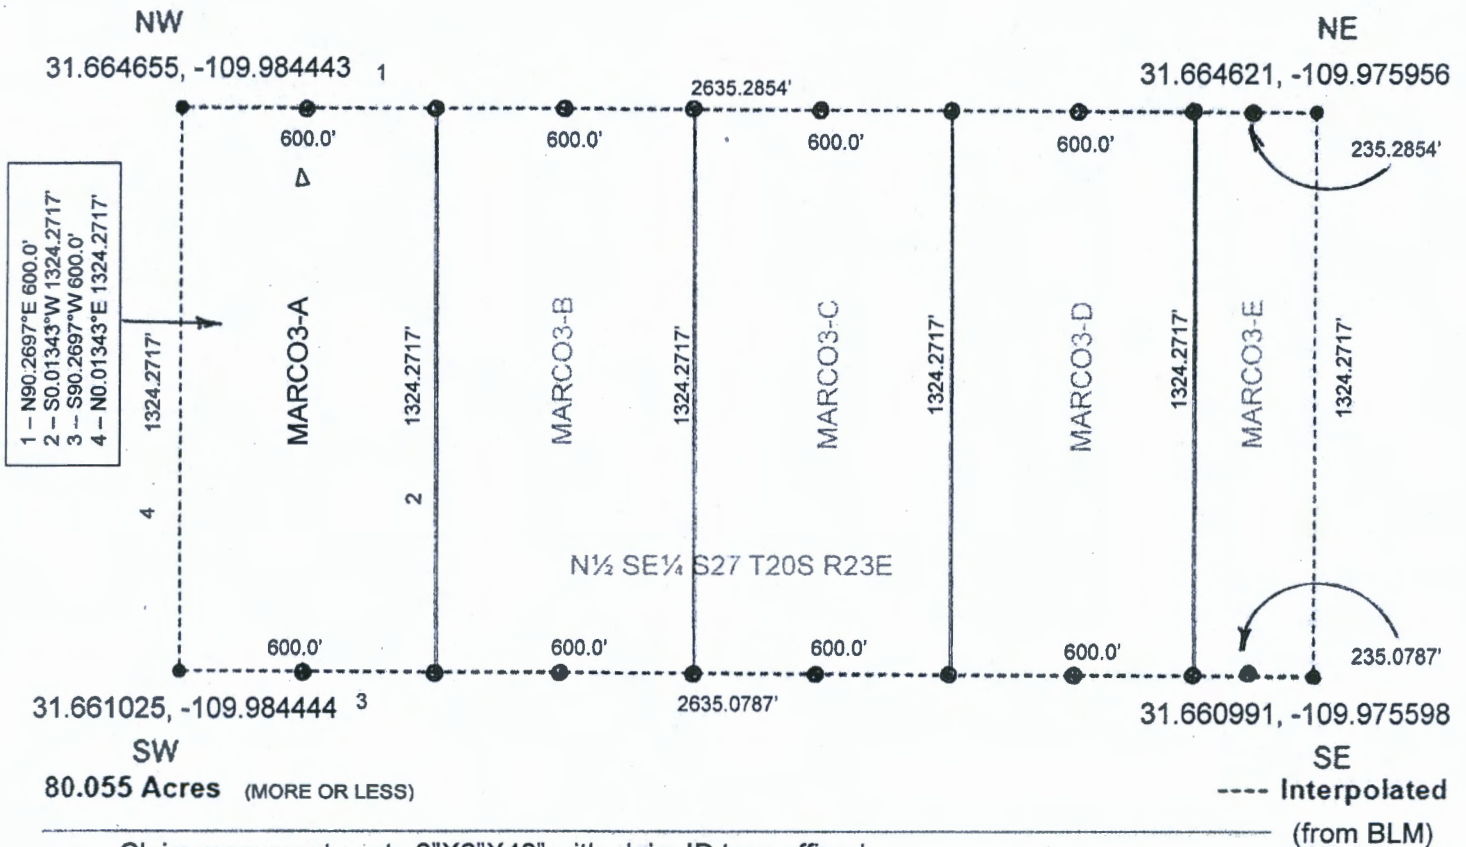 NW
NE
31.664655, -109.984443
1
2635.2854'
31.664621, -109.975956
600.0'
600.0'
600.0'
600.0'
235.2854'
Δ
1 – N90.2697°E 600.0'
2 – S0.01343°W 1324.2717'
3 – S90.2697°W 600.0'
4 – N0.01343°E 1324.2717'
1324.2717'
MARCO3-A
1324.2717'
MARCO3-B
1324.2717'
MARCO3-C
1324.2717'
MARCO3-D
1324.2717'
MARCO3-E
1324.2717'
4
2
N½ SE¼ S27 T20S R23E
600.0'
600.0'
600.0'
600.0'
235.0787'
31.661025, -109.984444
3
2635.0787'
31.660991, -109.975598
SW
SE
80.055 Acres (MORE OR LESS)
---- Interpolated
(from BLM)